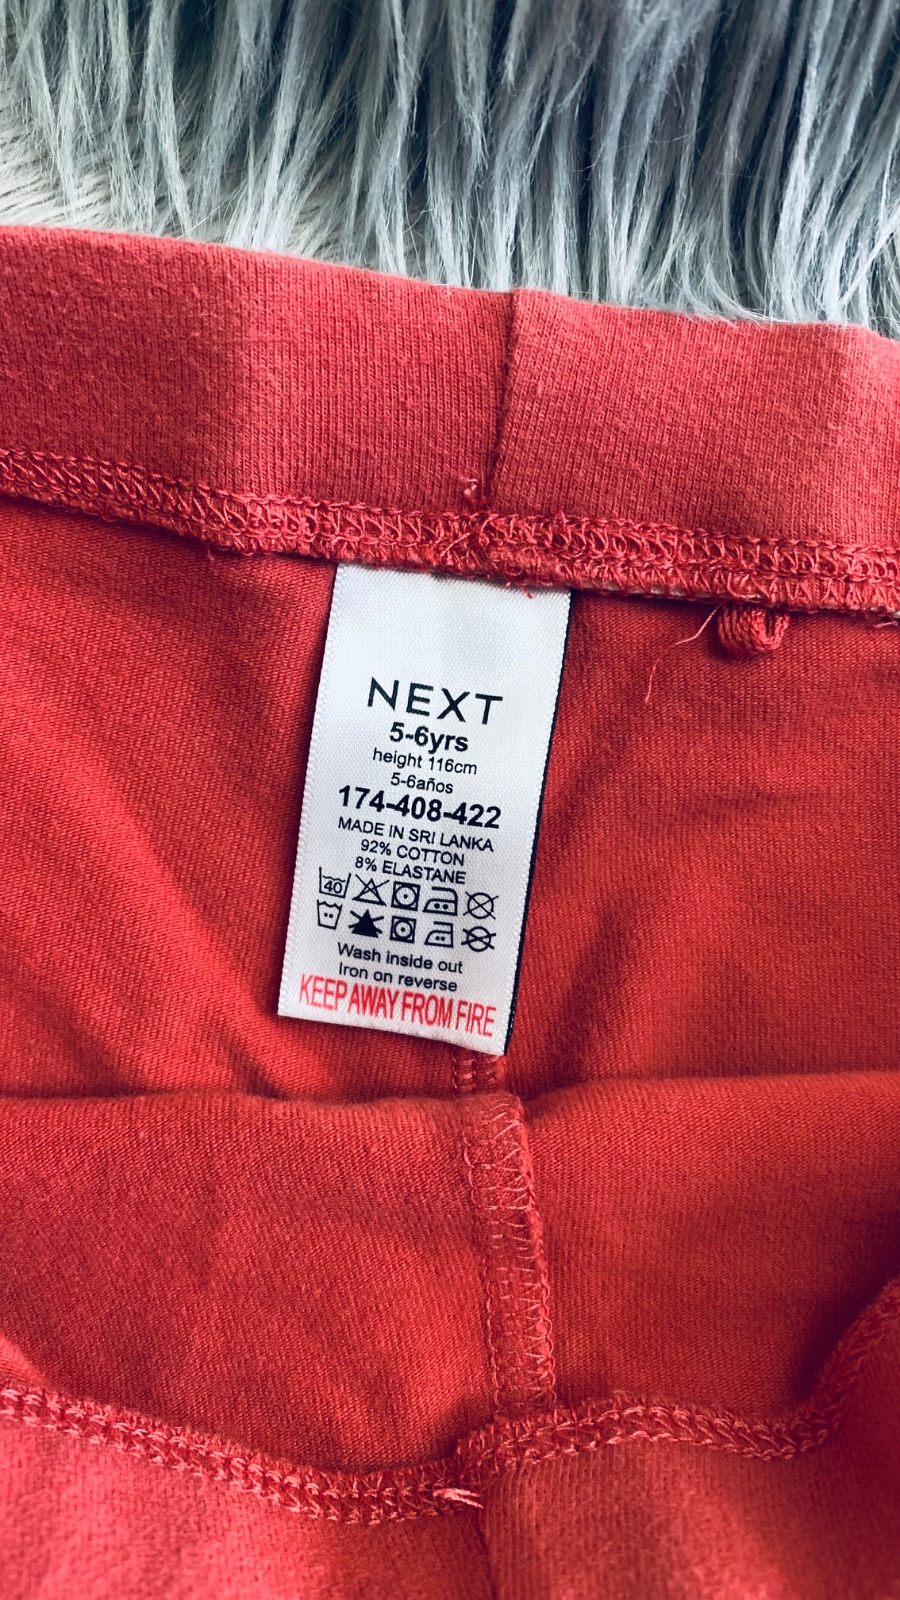 NEXT
5-6yrs
height 116cm
5-6años
174-408-422
MADE IN SRI LANKA
92% COTTON
8% ELASTANE
40
Wash inside out
Iron on reverse
KEEP AWAY FROM FIRE